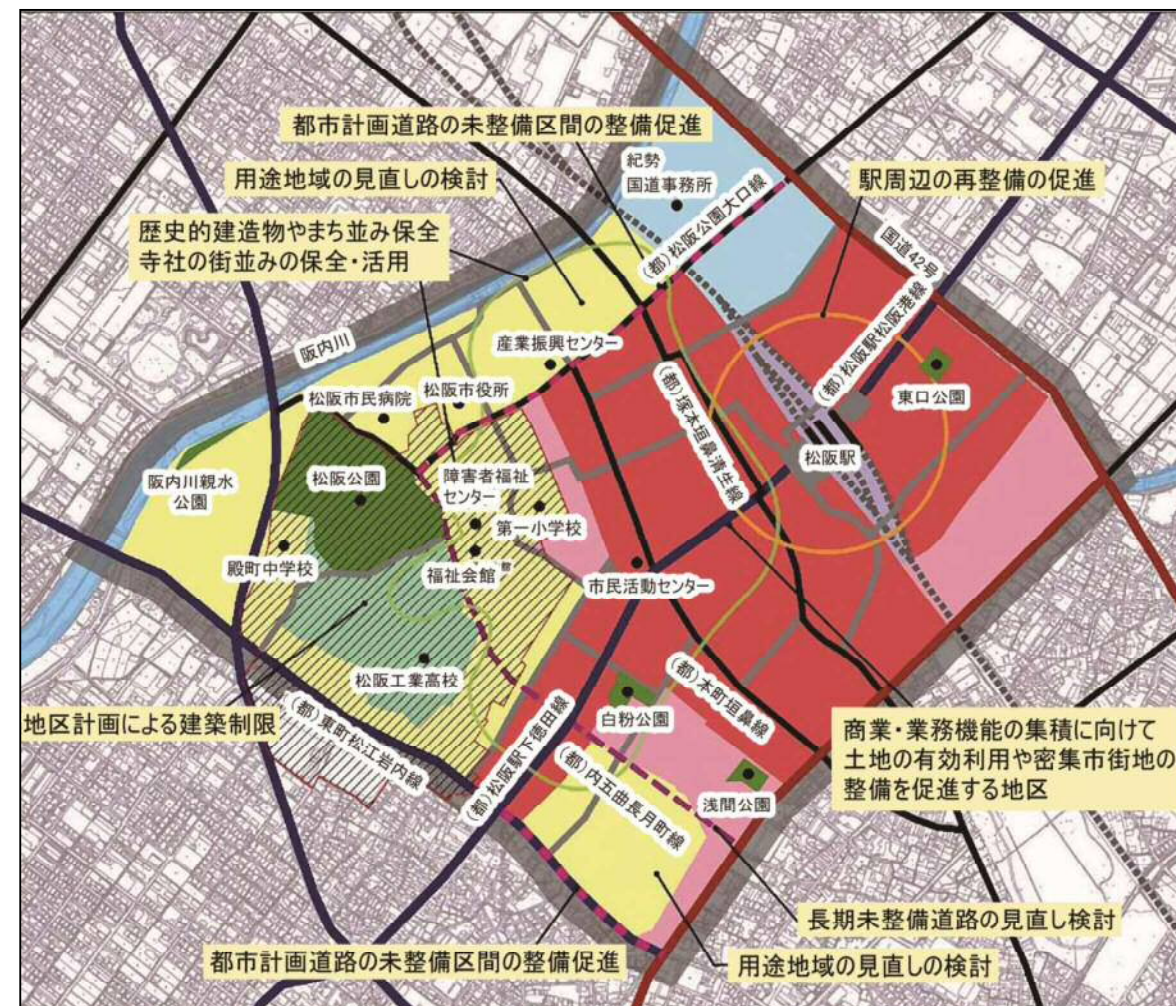 都市計画道路の未整備区間の整備促進
用途地域の見直しの検討
歴史的建造物やまち並み保全
寺社の街並みの保全・活用
紀勢
国道事務所
(都)松阪公園大口線
駅周辺の再整備の促進
国道42号
(都)松阪駅松阪港線
阪内川
産業振興センター
松阪市役所
松阪市民病院
東口公園
(都)塚本垣鼻清生線
松阪駅
阪内川親水
公園
松阪公園
障害者福祉
センター
第一小学校
殿町中学校
福祉会館
館
市民活動センター
松阪工業高校
地区計画による建築制限
(都)東町松江岩内線
(都)松阪駅下徳田線
白粉公園
(都)本町垣鼻線
(都)内五曲長月町線
浅間公園
商業・業務機能の集積に向けて
土地の有効利用や密集市街地の
整備を促進する地区
長期未整備道路の見直し検討
都市計画道路の未整備区間の整備促進
用途地域の見直しの検討